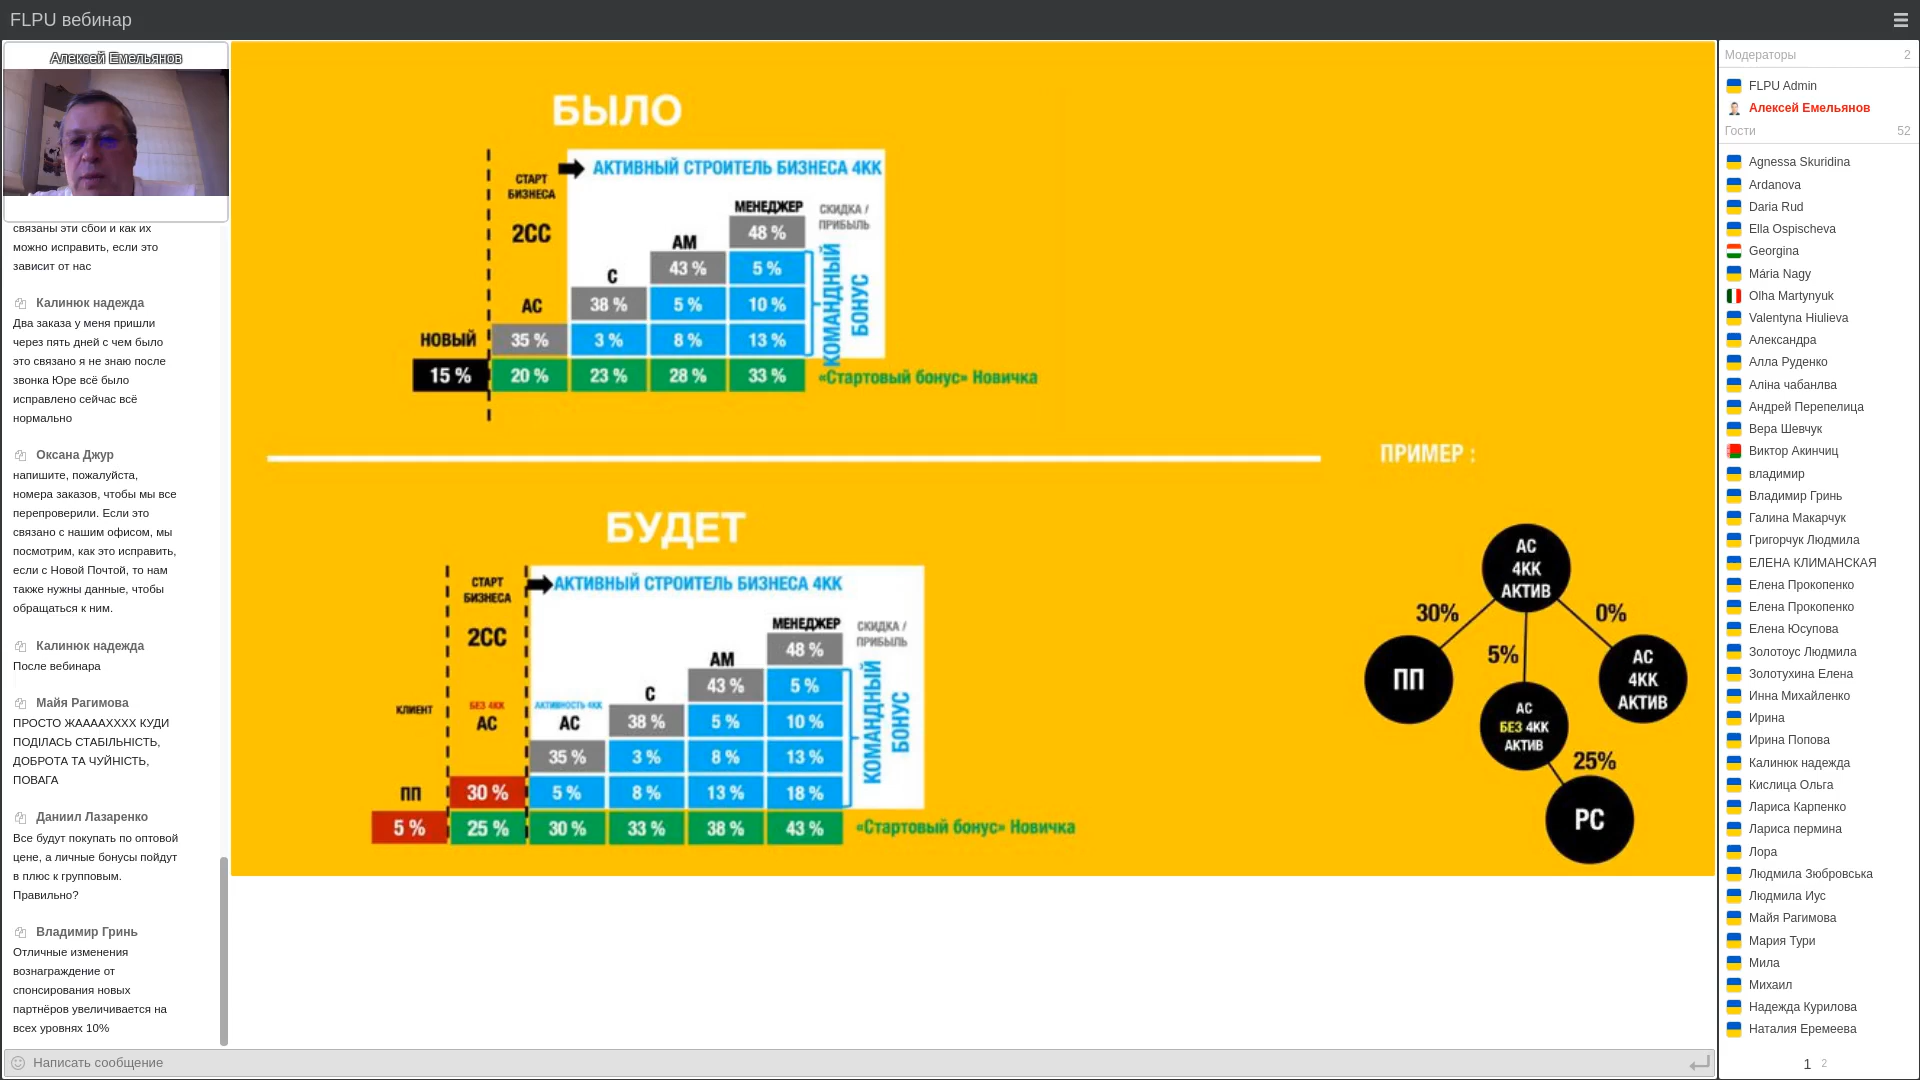 FLPU вебинар
Алексей Емельянов
связаны эти сбои и как их
можно исправить, если это
зависит от нас
Калинюк надежда
Два заказа у меня пришли
через пять дней с чем было
это связано я не знаю после
звонка Юре всё было
исправлено сейчас всё
нормально
Оксана Джур
напишите, пожалуйста,
номера заказов, чтобы мы все
перепроверили. Если это
связано с нашим офисом, мы
посмотрим, как это исправить,
если с Новой Почтой, то нам
также нужны данные, чтобы
обращаться к ним.
Калинюк надежда
После вебинара
Майя Рагимова
ПРОСТО ЖААААХХХХ КУДИ
ПОДІЛАСЬ СТАБІЛЬНІСТЬ,
ДОБРОТА ТА ЧУЙНІСТЬ,
ПОВАГА
Даниил Лазаренко
Все будут покупать по оптовой
цене, а личные бонусы пойдут
в плюс к групповым.
Правильно?
Владимир Гринь
Отличные изменения
вознаграждение от
спонсирования новых
партнёров увеличивается на
всех уровнях 10%
Написать сообщение
БЫЛО
АКТИВНЫЙ СТРОИТЕЛЬ БИЗНЕСА 4КК
СТАРТ
БИЗНЕСА
2СС
МЕНЕДЖЕР
СКИДКА /
ПРИБЫЛЬ
48 %
АМ
43 % 5 %
С
38 % 5 % 10 %
АС
НОВЫЙ 35 % 3 % 8 % 13 %
КОМАНДНЫЙ
БОНУС
15 % 20 % 23 % 28 % 33 % «Стартовый бонус» Новичка
БУДЕТ
АКТИВНЫЙ СТРОИТЕЛЬ БИЗНЕСА 4КК
СТАРТ
БИЗНЕСА
2СС
МЕНЕДЖЕР
СКИДКА /
ПРИБЫЛЬ
48 %
АМ
43 % 5 %
С
38 % 5 % 10 %
КЛИЕНТ
БЕЗ 4КК
АС
АКТИВНОСТЬ 4КК
АС
35 % 3 % 8 % 13 %
КОМАНДНЫЙ
БОНУС
ПП 30 % 5 % 8 % 13 % 18 %
5 % 25 % 30 % 33 % 38 % 43 % «Стартовый бонус» Новичка
ПРИМЕР :
АС
4КК
АКТИВ
30% 5% 0%
ПП
АС
БЕЗ 4КК
АКТИВ
АС
4КК
АКТИВ
25%
РС
Модераторы 2
FLPU Admin
Алексей Емельянов
Гости 52
Agnessa Skuridina
Ardanova
Daria Rud
Ella Ospischeva
Georgina
Mária Nagy
Olha Martynyuk
Valentyna Hiulieva
Александра
Алла Руденко
Аліна чабанлва
Андрей Перепелица
Вера Шевчук
Виктор Акинчиц
владимир
Владимир Гринь
Галина Макарчук
Григорчук Людмила
ЕЛЕНА КЛИМАНСКАЯ
Елена Прокопенко
Елена Прокопенко
Елена Юсупова
Золотоус Людмила
Золотухина Елена
Инна Михайленко
Ирина
Ирина Попова
Калинюк надежда
Кислица Ольга
Лариса Карпенко
Лариса пермина
Лора
Людмила Зюбровська
Людмила Иус
Майя Рагимова
Мария Тури
Мила
Михаил
Надежда Курилова
Наталия Еремеева
1 2